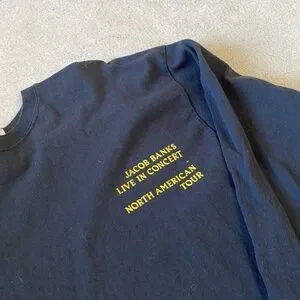 JACOB BANKS
LIVE IN CONCERT
NORTH AMERICAN
TOUR